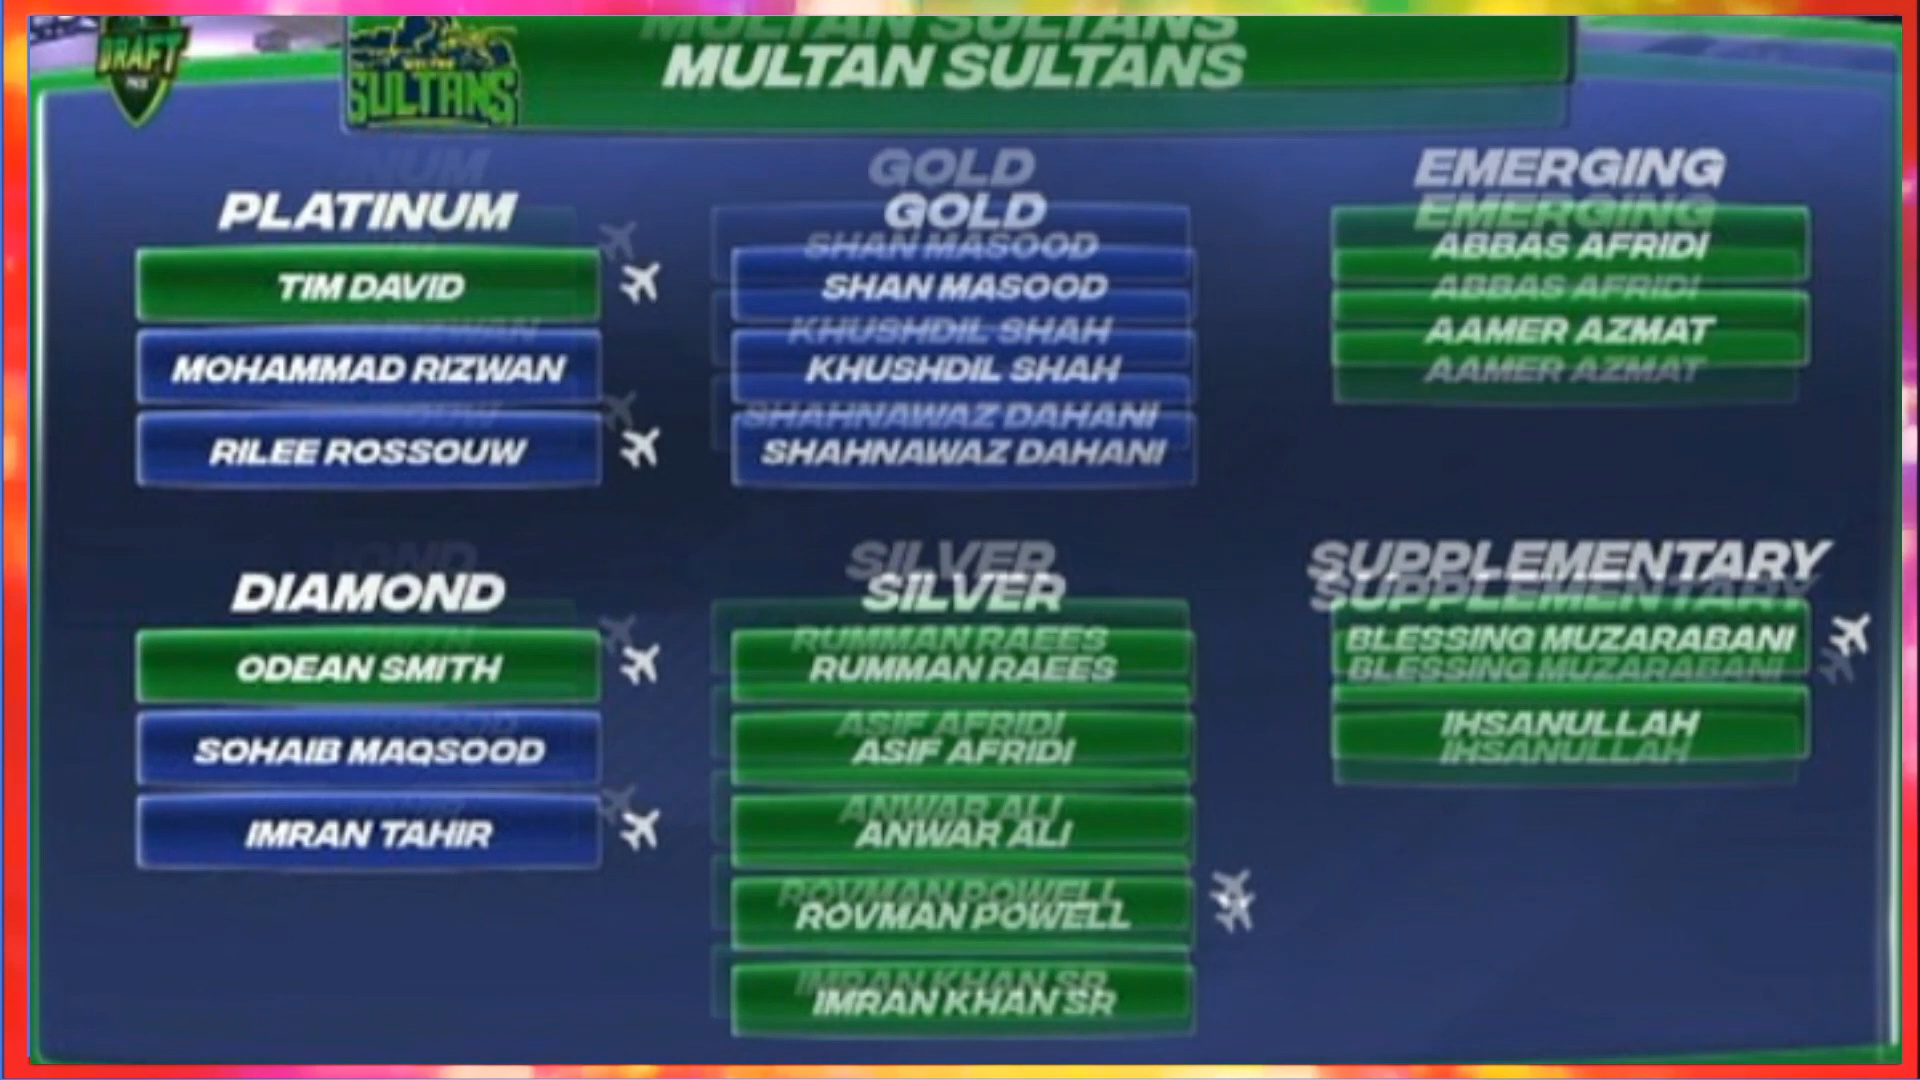 DRAFT
SULTANS
MULTAN SULTANS
MULTAN SULTANS
PLATINUM
TIM DAVID
MOHAMMAD RIZWAN
RILEE ROSSOUW
GOLD
GOLD
SHAN MASOOD
SHAN MASOOD
KHUSHDIL SHAH
KHUSHDIL SHAH
SHAHNAWAZ DAHANI
SHAHNAWAZ DAHANI
EMERGING
EMERGING
ABBAS AFRIDI
ABBAS AFRIDI
AAMER AZMAT
AAMER AZMAT
DIAMOND
ODEAN SMITH
SOHAIB MAQSOOD
IMRAN TAHIR
SILVER
SILVER
RUMMAN RAEES
RUMMAN RAEES
ASIF AFRIDI
ASIF AFRIDI
ANWAR ALI
ANWAR ALI
ROVMAN POWELL
ROVMAN POWELL
IMRAN KHAN SR
IMRAN KHAN SR
SUPPLEMENTARY
SUPPLEMENTARY
BLESSING MUZARABANI
BLESSING MUZARABANI
IHSANULLAH
IHSANULLAH